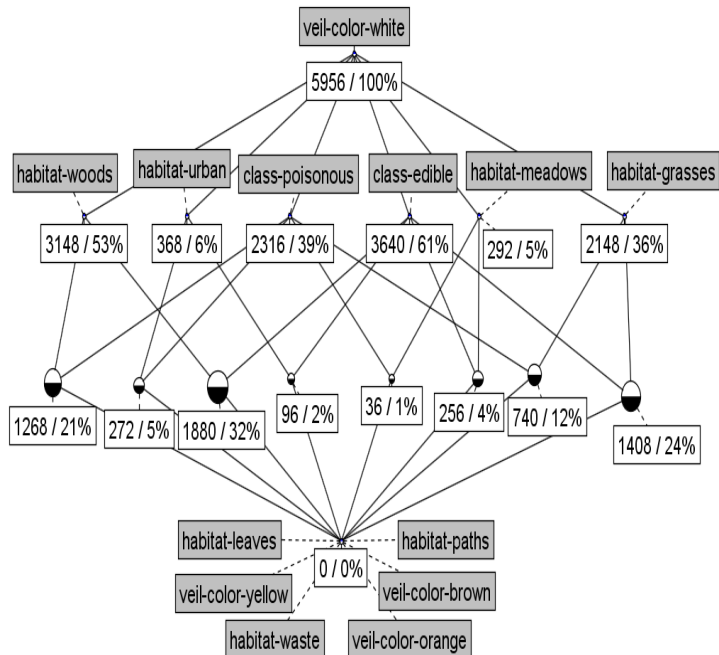 veil-color-white
5956 / 100%
habitat-woods
habitat-urban
class-poisonous
class-edible
habitat-meadows
habitat-grasses
3148 / 53%
368 / 6%
2316 / 39%
3640 / 61%
292 / 5%
2148 / 36%
1268 / 21%
272 / 5%
1880 / 32%
96 / 2%
36 / 1%
256 / 4%
740 / 12%
1408 / 24%
habitat-leaves
habitat-paths
0 / 0%
veil-color-yellow
veil-color-brown
habitat-waste
veil-color-orange